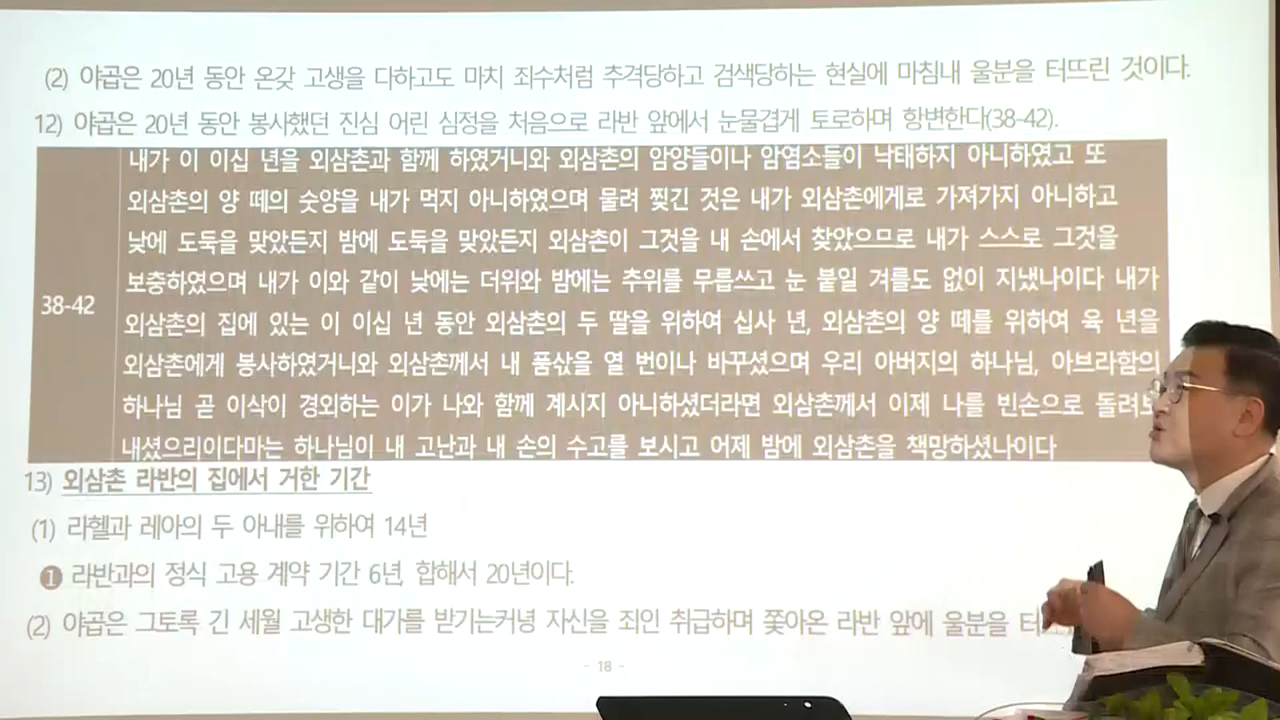 (2) 야곱은 20년 동안 온갖 고생을 다하고도 마치 죄수처럼 추격당하고 검색당하는 현실에 마침내 울분을 터뜨린 것이다.
12) 야곱은 20년 동안 봉사했던 진심 어린 심정을 처음으로 라반 앞에서 눈물겹게 토로하며 항변한다(38-42).
38-42
내가 이 이십 년을 외삼촌과 함께 하였거니와 외삼촌의 암양들이나 암염소들이 낙태하지 아니하였고 또
외삼촌의 양 떼의 숫양을 내가 먹지 아니하였으며 물려 찢긴 것은 내가 외삼촌에게로 가져가지 아니하고
낮에 도둑을 맞았든지 밤에 도둑을 맞았든지 외삼촌이 그것을 내 손에서 찾았으므로 내가 스스로 그것을
보충하였으며 내가 이와 같이 낮에는 더위와 밤에는 추위를 무릅쓰고 눈 붙일 겨를도 없이 지냈나이다 내가
외삼촌의 집에 있는 이 이십 년 동안 외삼촌의 두 딸을 위하여 십사 년, 외삼촌의 양 떼를 위하여 육 년을
외삼촌에게 봉사하였거니와 외삼촌께서 내 품삯을 열 번이나 바꾸셨으며 우리 아버지의 하나님, 아브라함의
하나님 곧 이삭이 경외하는 이가 나와 함께 계시지 아니하셨더라면 외삼촌께서 이제 나를 빈손으로 돌려보
내셨으리이다마는 하나님이 내 고난과 내 손의 수고를 보시고 어제 밤에 외삼촌을 책망하셨나이다
13) 외삼촌 라반의 집에서 거한 기간
(1) 라헬과 레아의 두 아내를 위하여 14년
❶ 라반과의 정식 고용 계약 기간 6년, 합해서 20년이다.
(2) 야곱은 그토록 긴 세월 고생한 대가를 받기는커녕 자신을 죄인 취급하며 쫓아온 라반 앞에 울분을 터
- 18 -